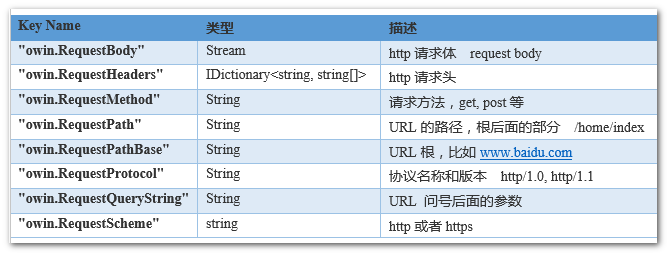 Key Name 类型 描述
"owin.RequestBody" Stream http 请求体 request body
"owin.RequestHeaders" IDictionary<string, string[]> http 请求头
"owin.RequestMethod" String 请求方法，get, post 等
"owin.RequestPath" String URL 的路径，根后面的部分 /home/index
"owin.RequestPathBase" String URL 根，比如 www.baidu.com
"owin.RequestProtocol" String 协议名称和版本 http/1.0, http/1.1
"owin.RequestQueryString" String URL 问号后面的参数
"owin.RequestScheme" string http 或者 https